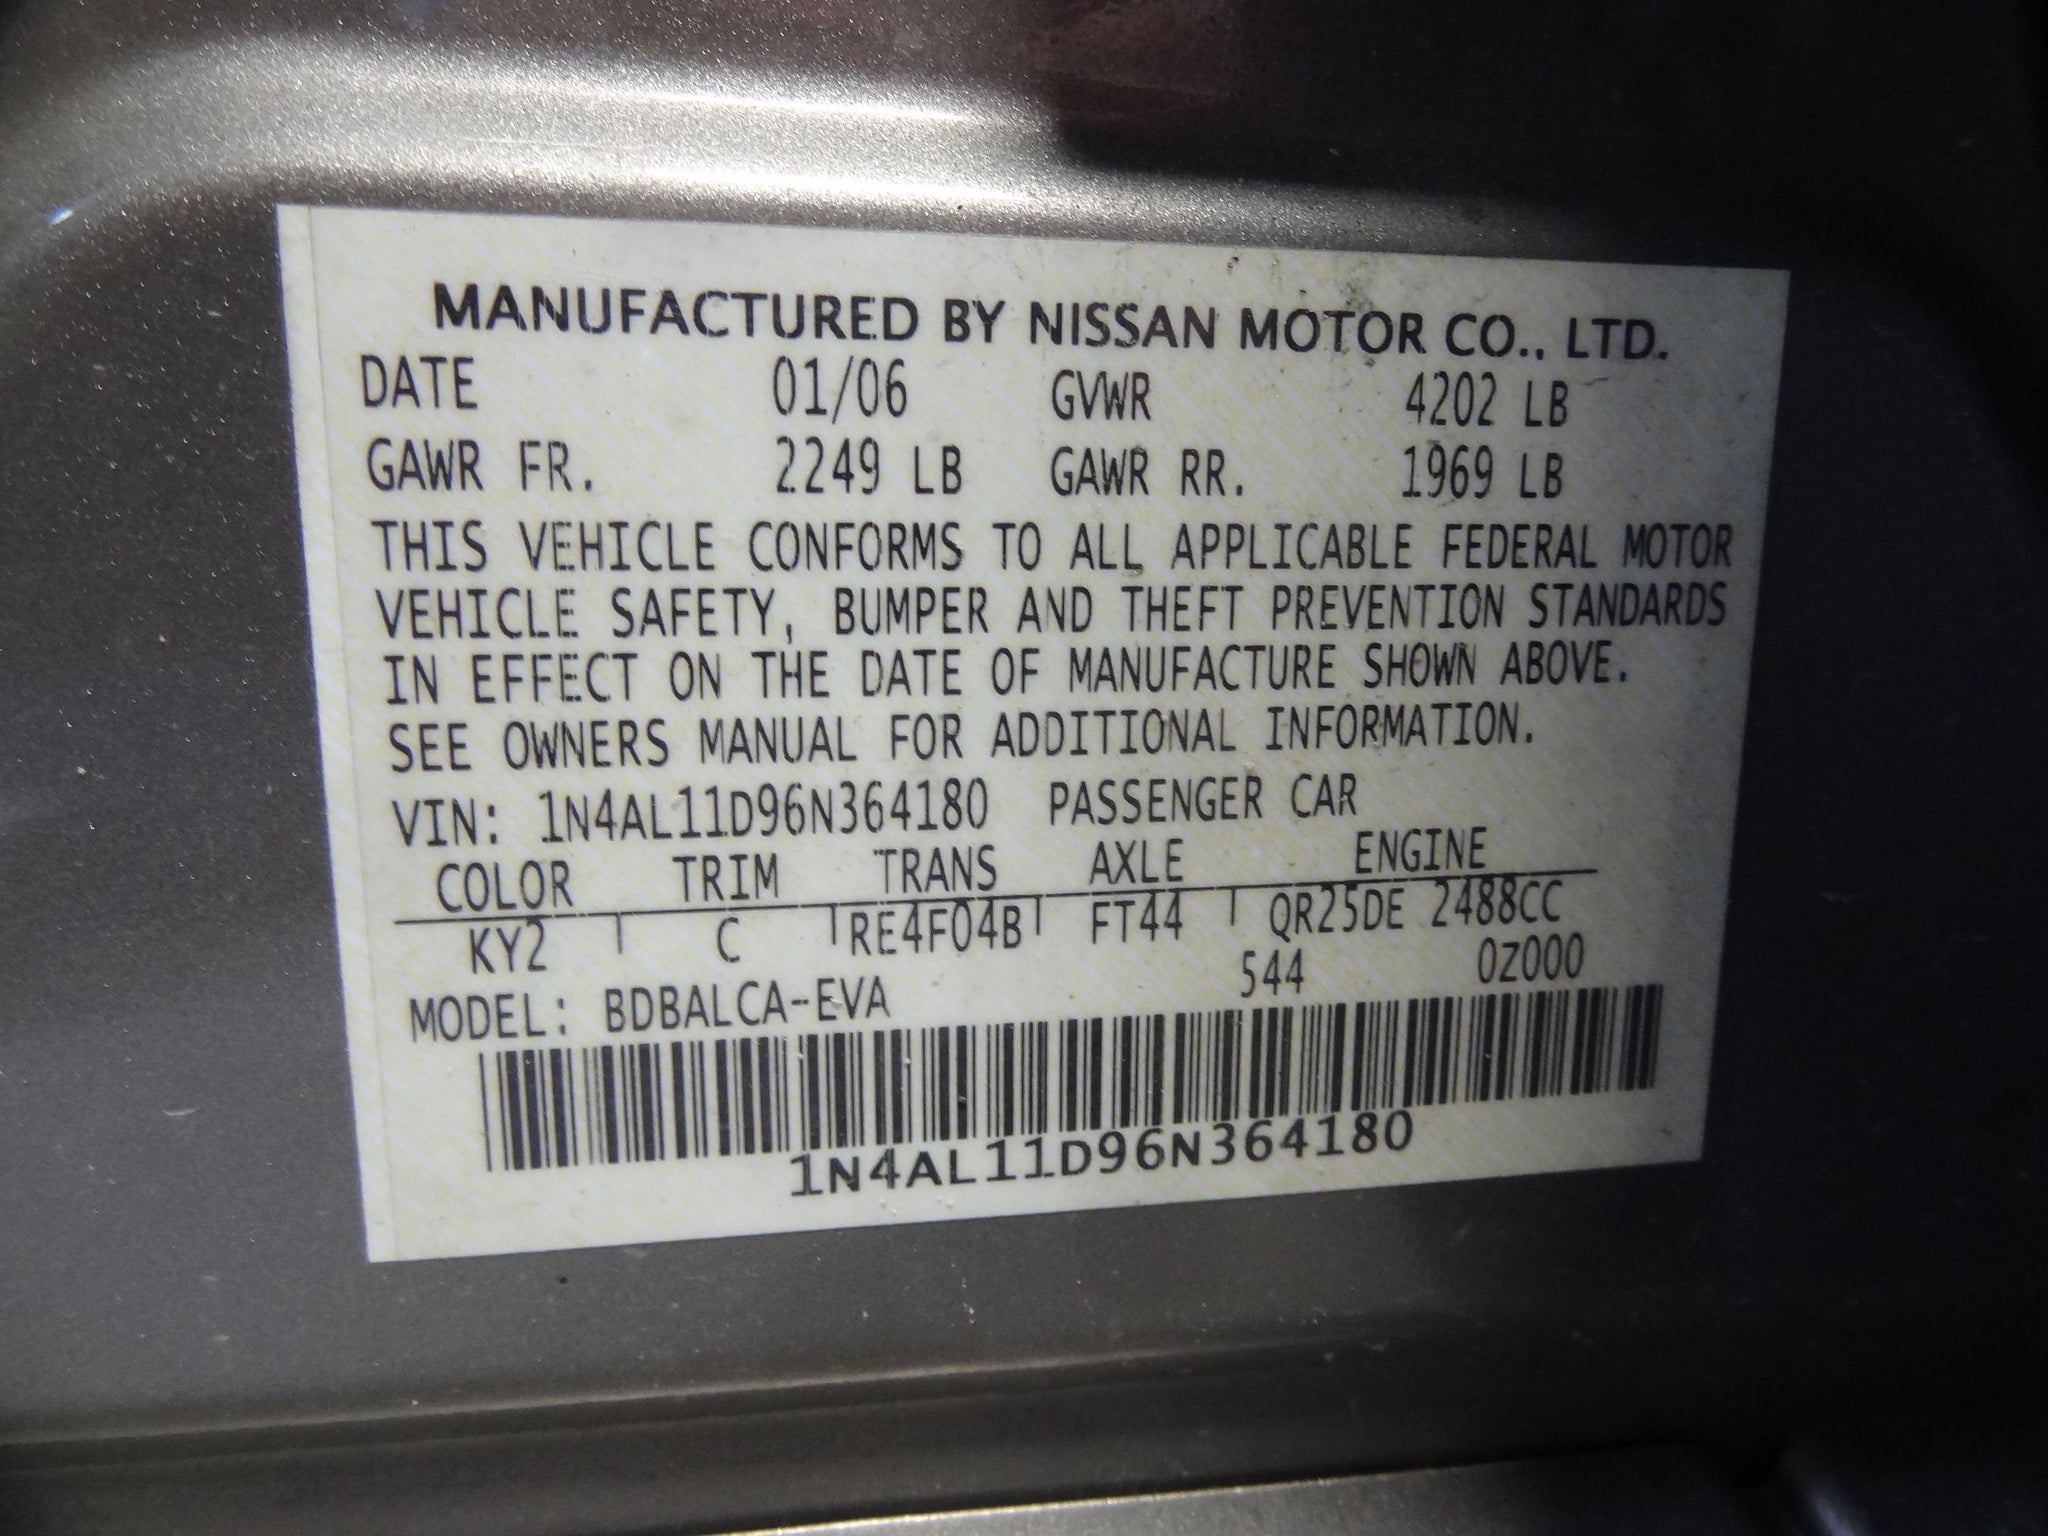 MANUFACTURED BY NISSAN MOTOR CO., LTD.
DATE 01/06 GVWR 4202 LB
GAWR FR. 2249 LB GAWR RR. 1969 LB
THIS VEHICLE CONFORMS TO ALL APPLICABLE FEDERAL MOTOR
VEHICLE SAFETY, BUMPER AND THEFT PREVENTION STANDARDS
IN EFFECT ON THE DATE OF MANUFACTURE SHOWN ABOVE.
SEE OWNERS MANUAL FOR ADDITIONAL INFORMATION.
VIN: 1N4AL11D96N364180 PASSENGER CAR
COLOR TRIM TRANS AXLE ENGINE
KY2 C RE4F04B FT44 QR25DE 2488CC
544 0Z000
MODEL: BDBALCA-EVA
1N4AL11D96N364180